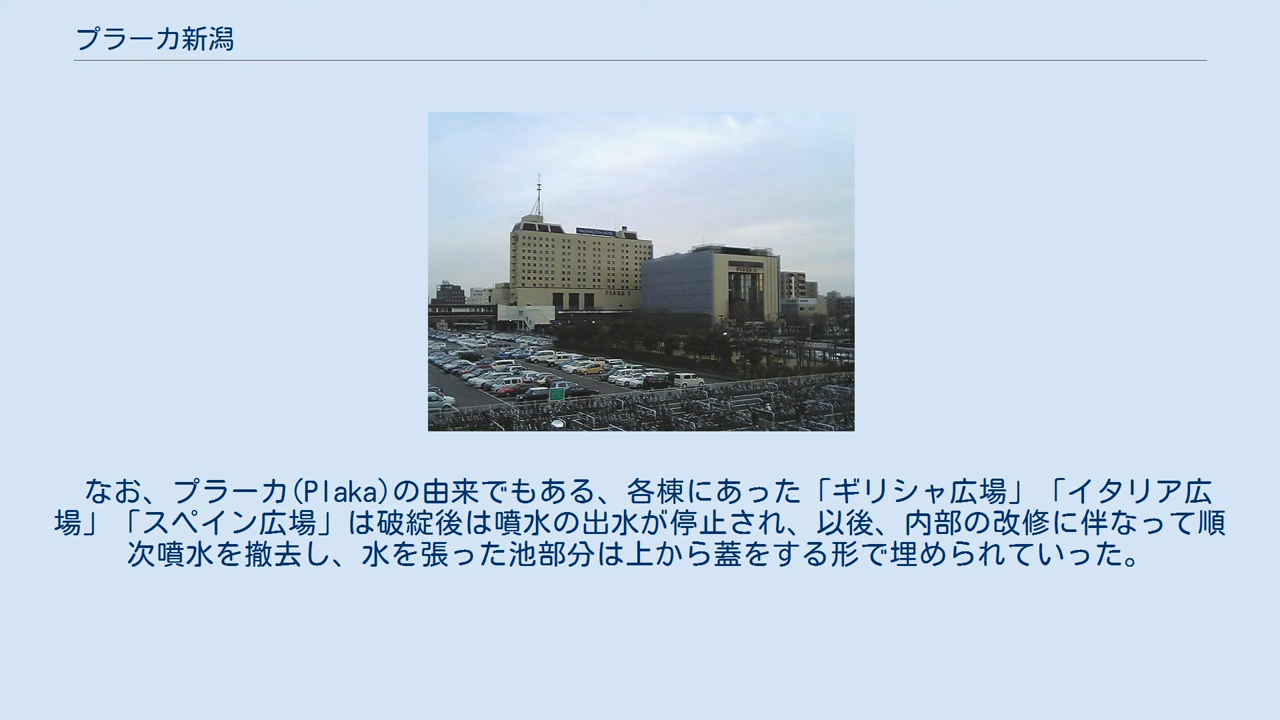 プラーカ新潟
なお、プラーカ(Plaka)の由来でもある、各棟にあった「ギリシャ広場」「イタリア広
場」「スペイン広場」は破綻後は噴水の出水が停止され、以後、内部の改修に伴なって順
次噴水を撤去し、水を張った池部分は上から蓋をする形で埋められていった。